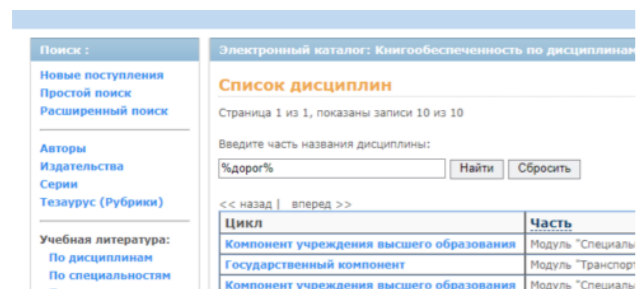 Поиск :
Новые поступления
Простой поиск
Расширенный поиск
Авторы
Издательства
Серии
Тезаурус (Рубрики)
Учебная литература:
По дисциплинам
По специальностям
Электронный каталог: Книгообеспеченность по дисциплинам
Список дисциплин
Страница 1 из 1, показаны записи 10 из 10
Введите часть названия дисциплины:
%дорог% Найти Сбросить
<< назад | вперед >>
Цикл Часть
Компонент учреждения высшего образования Модуль "Специаль
Государственный компонент Модуль "Транспорт
Компонент учреждения высшего образования Модуль "Специаль